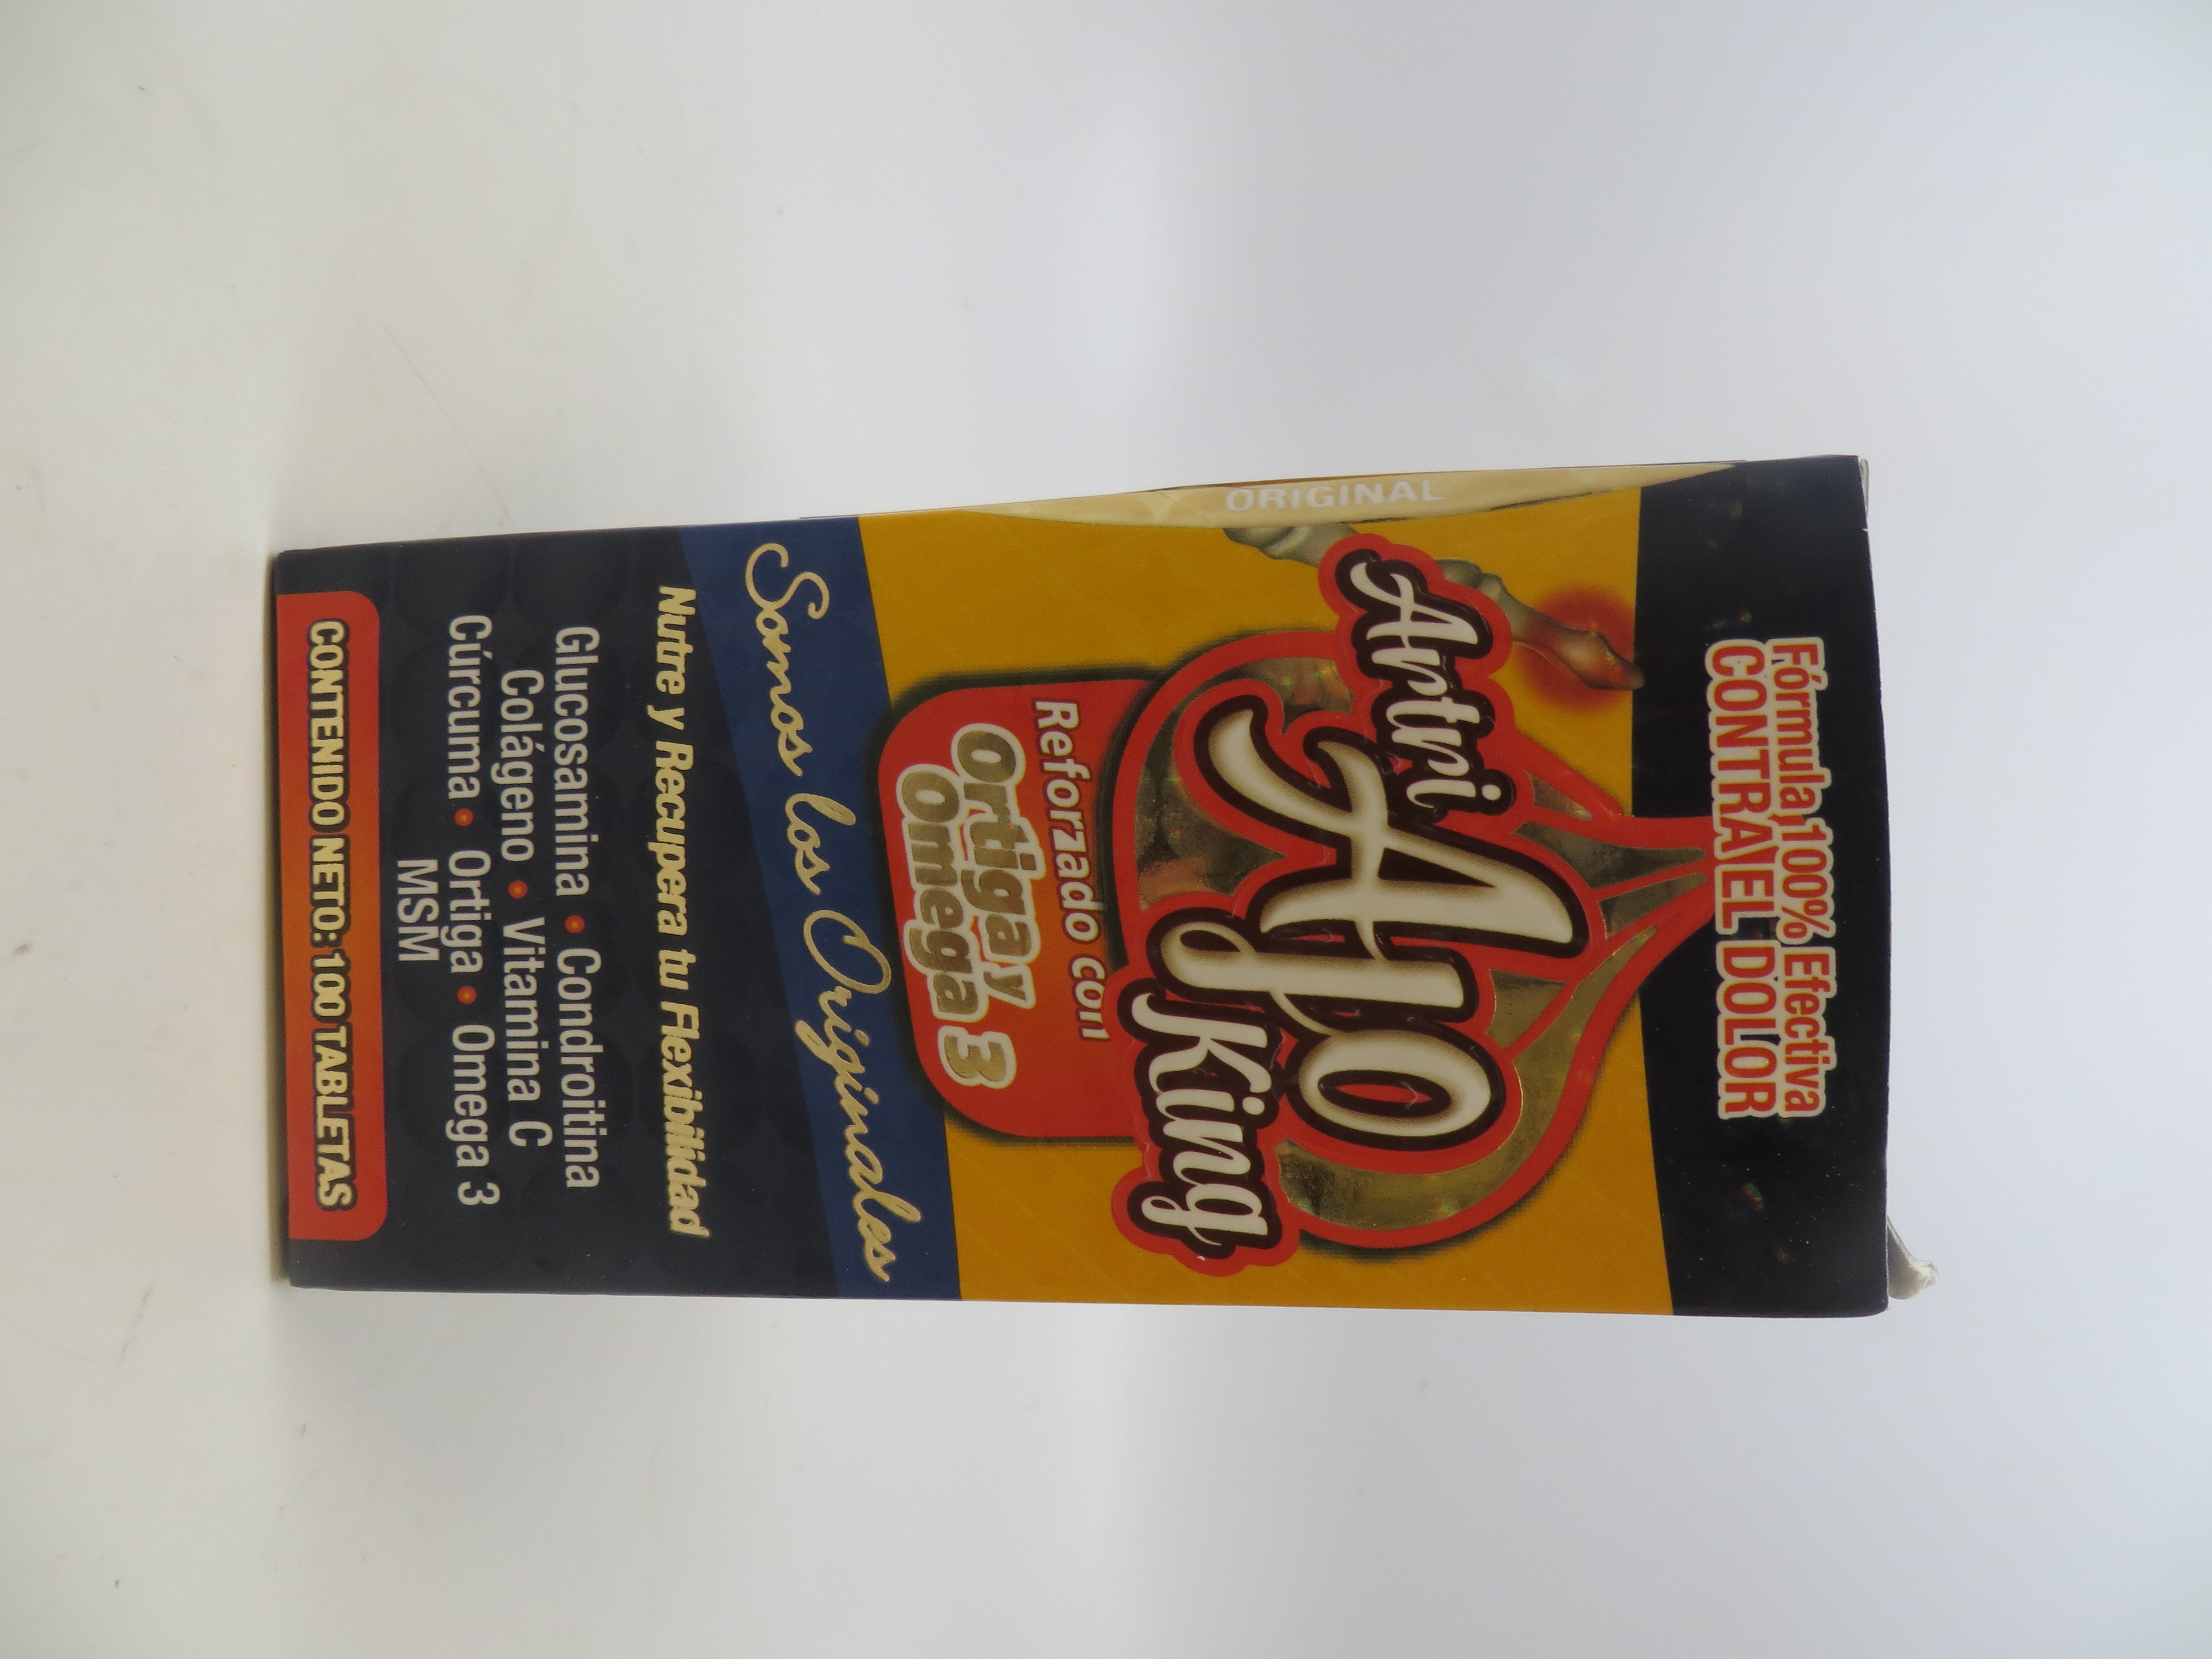 Fórmula 100% Efectiva
CONTRA EL DOLOR
ORIGINAL
Artri
Ajo
King
Reforzado con
Ortiga y
Omega 3
Somos los Originales
Nutre y Recupera tu Flexibilidad
Glucosamina • Condroitina
Colágeno • Vitamina C
Cúrcuma • Ortiga • Omega 3
MSM
CONTENIDO NETO: 100 TABLETAS